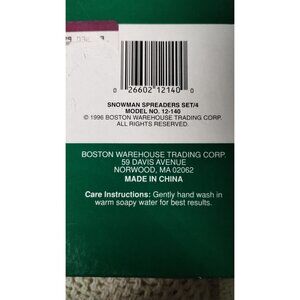 0 26602 12140 0
SNOWMAN SPREADERS SET/4
MODEL NO. 12-140
© 1996 BOSTON WAREHOUSE TRADING CORP.
ALL RIGHTS RESERVED.
BOSTON WAREHOUSE TRADING CORP.
59 DAVIS AVENUE
NORWOOD, MA 02062
MADE IN CHINA
Care Instructions: Gently hand wash in
warm soapy water for best results.